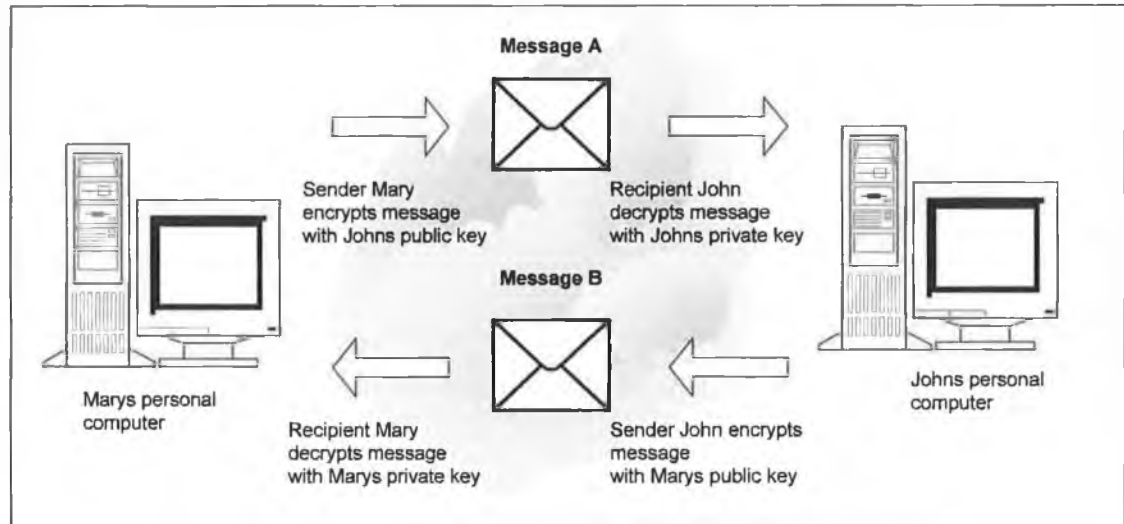 Message A
Sender Mary
encrypts message
with Johns public key
Recipient John
decrypts message
with Johns private key
Message B
Marys personal
computer
Johns personal
computer
Recipient Mary
decrypts message
with Marys private key
Sender John encrypts
message
with Marys public key